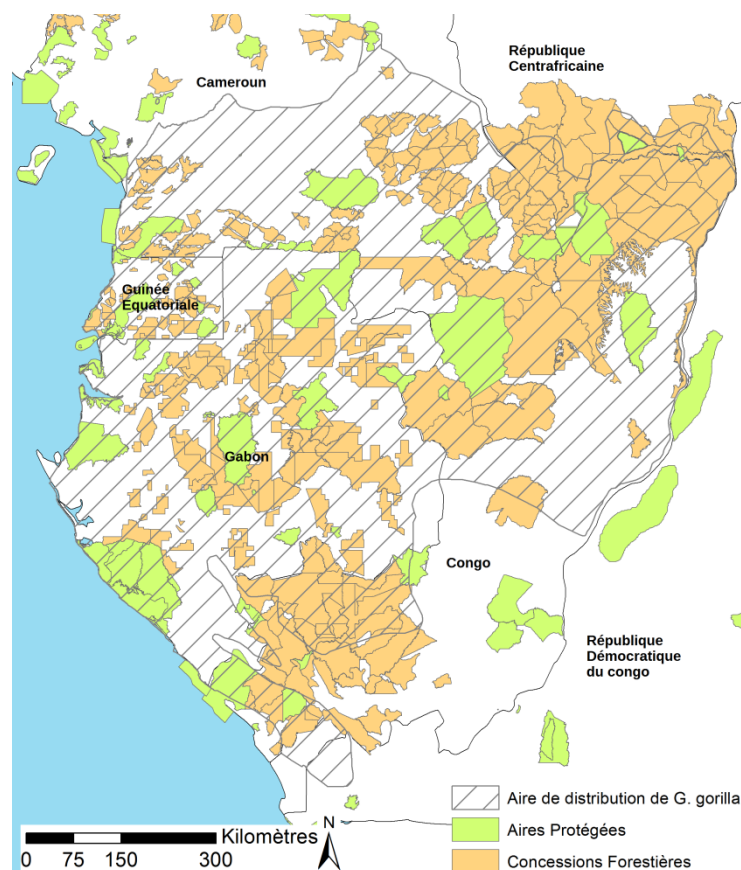 République
Centrafricaine
Cameroun
Guinée
Equatoriale
Gabon
Congo
République
Démocratique
du congo
Aire de distribution de G. gorilla
Aires Protégées
Concessions Forestières
Kilomètres
0 75 150 300
N